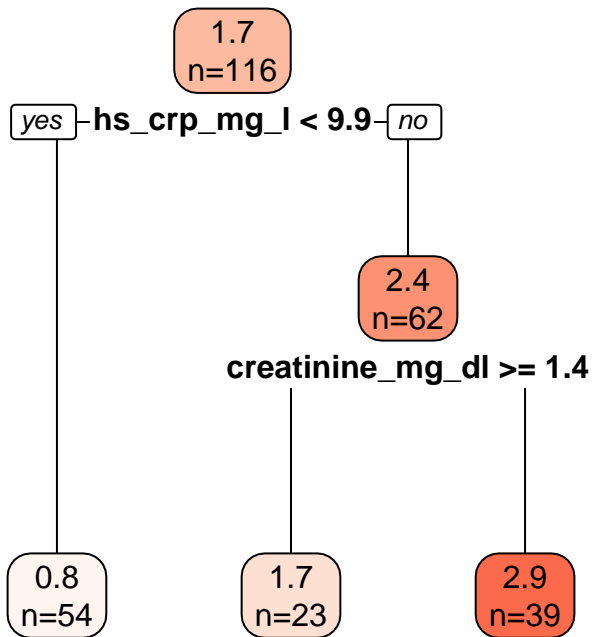 1.7
n=116
yes hs_crp_mg_l < 9.9 no
2.4
n=62
creatinine_mg_dl >= 1.4
0.8
n=54
1.7
n=23
2.9
n=39